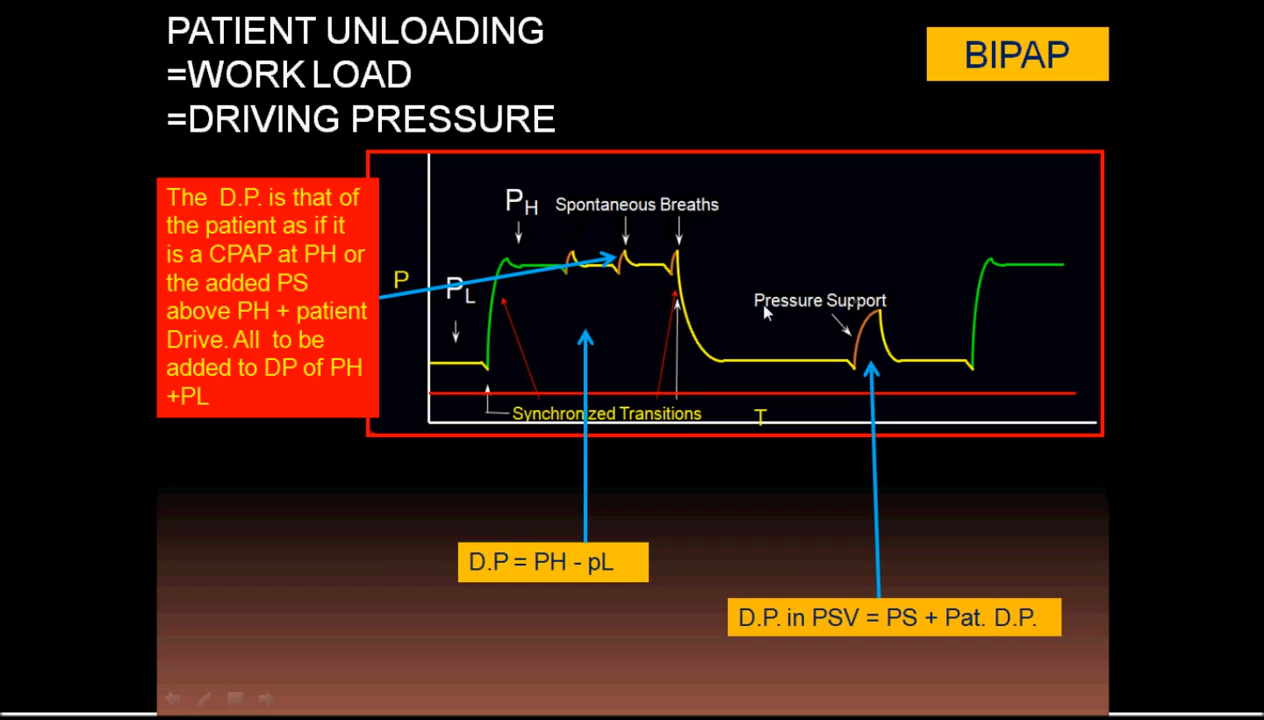 PATIENT UNLOADING
=WORK LOAD
=DRIVING PRESSURE
BIPAP
The D.P. is that of
the patient as if it
is a CPAP at PH or
the added PS
above PH + patient
Drive. All to be
added to DP of PH
+PL
P
PH
Spontaneous Breaths
PL
Pressure Support
Synchronized Transitions
T
D.P = PH - pL
D.P. in PSV = PS + Pat. D.P.